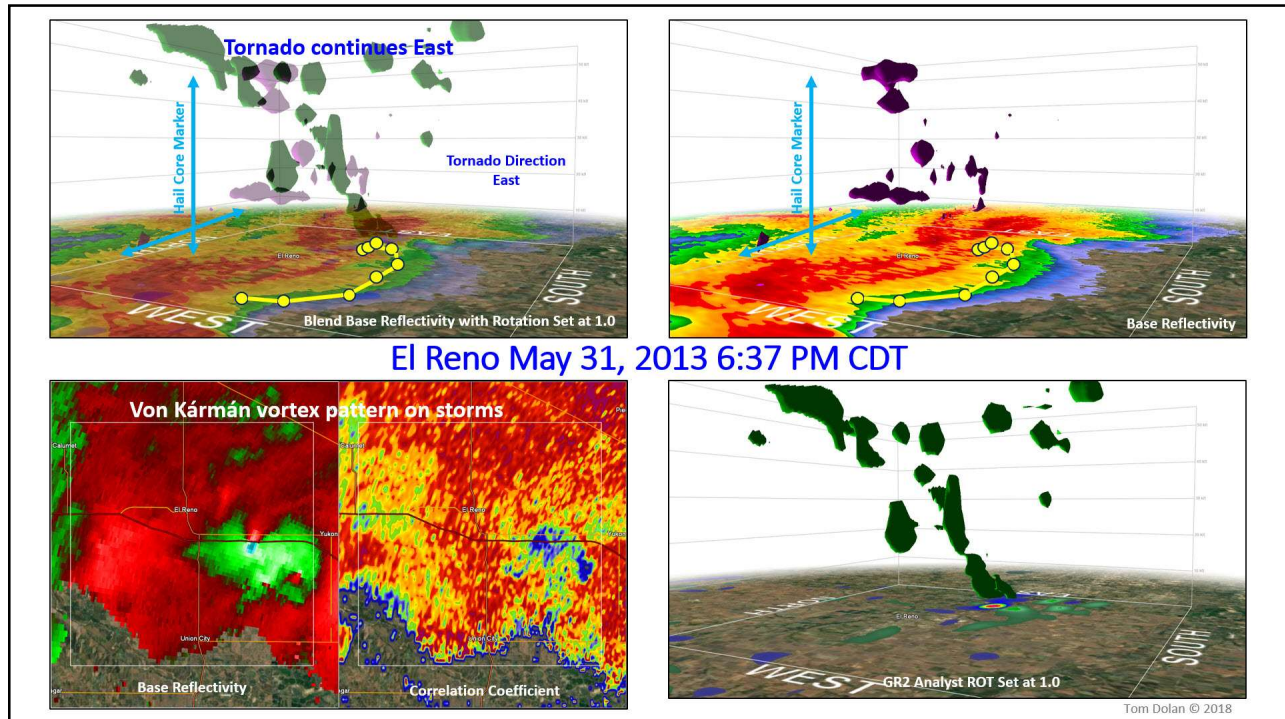 Tornado continues East
Hail Core Marker
Tornado Direction
East
El Reno
WEST
SOUTH
Blend Base Reflectivity with Rotation Set at 1.0
Hail Core Marker
El Reno
WEST
SOUTH
Base Reflectivity
El Reno May 31, 2013 6:37 PM CDT
Von Kármán vortex pattern on storms
Calumet
El Reno
Yukon
Union City
Base Reflectivity
Calumet
El Reno
Yukon
Union City
Correlation Coefficient
El Reno
WEST
SOUTH
GR2 Analyst ROT Set at 1.0
Tom Dolan © 2018